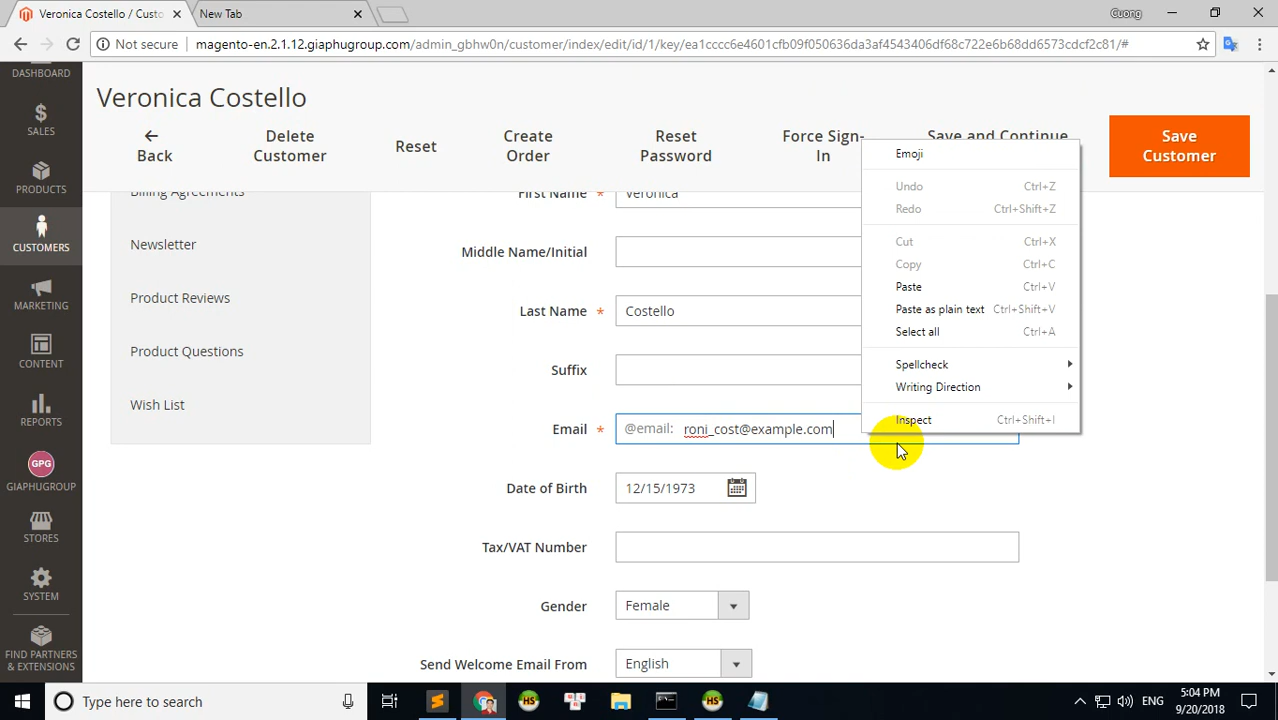 Veronica Costello / Custo
New Tab
Cuong
Not secure
magento-en.2.1.12.giaphugroup.com/admin_gbhw0n/customer/index/edit/id/1/key/ea1ccc6e4601cfb09f050636da3af4543406df68c722e6b68dd6573cdcf2c81/#
DASHBOARD
SALES
PRODUCTS
CUSTOMERS
MARKETING
CONTENT
REPORTS
GPG
GIAPHUGROUP
STORES
SYSTEM
FIND PARTNERS
& EXTENSIONS
Veronica Costello
Back
Delete
Customer
Reset
Create
Order
Reset
Password
Force Sign-
In
Save and Continue
Save
Customer
Billing Agreements
Newsletter
Product Reviews
Product Questions
Wish List
First Name * Veronica
Middle Name/Initial
Last Name * Costello
Suffix
Email * @email: roni_cost@example.com
Date of Birth 12/15/1973
Tax/VAT Number
Gender Female
Send Welcome Email From English
Emoji
Undo Ctrl+Z
Redo Ctrl+Shift+Z
Cut Ctrl+X
Copy Ctrl+C
Paste Ctrl+V
Paste as plain text Ctrl+Shift+V
Select all Ctrl+A
Spellcheck
Writing Direction
Inspect Ctrl+Shift+I
Type here to search
HS
HS
ENG
5:04 PM
9/20/2018